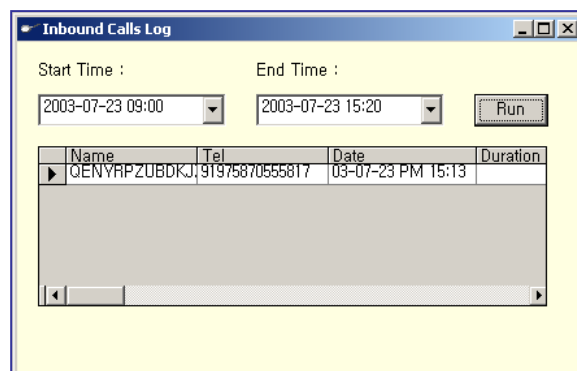 Inbound Calls Log
Start Time : End Time :
2003-07-23 09:00 2003-07-23 15:20 Run
Name Tel Date Duration
91975870555817 03-07-23 PM 15:13